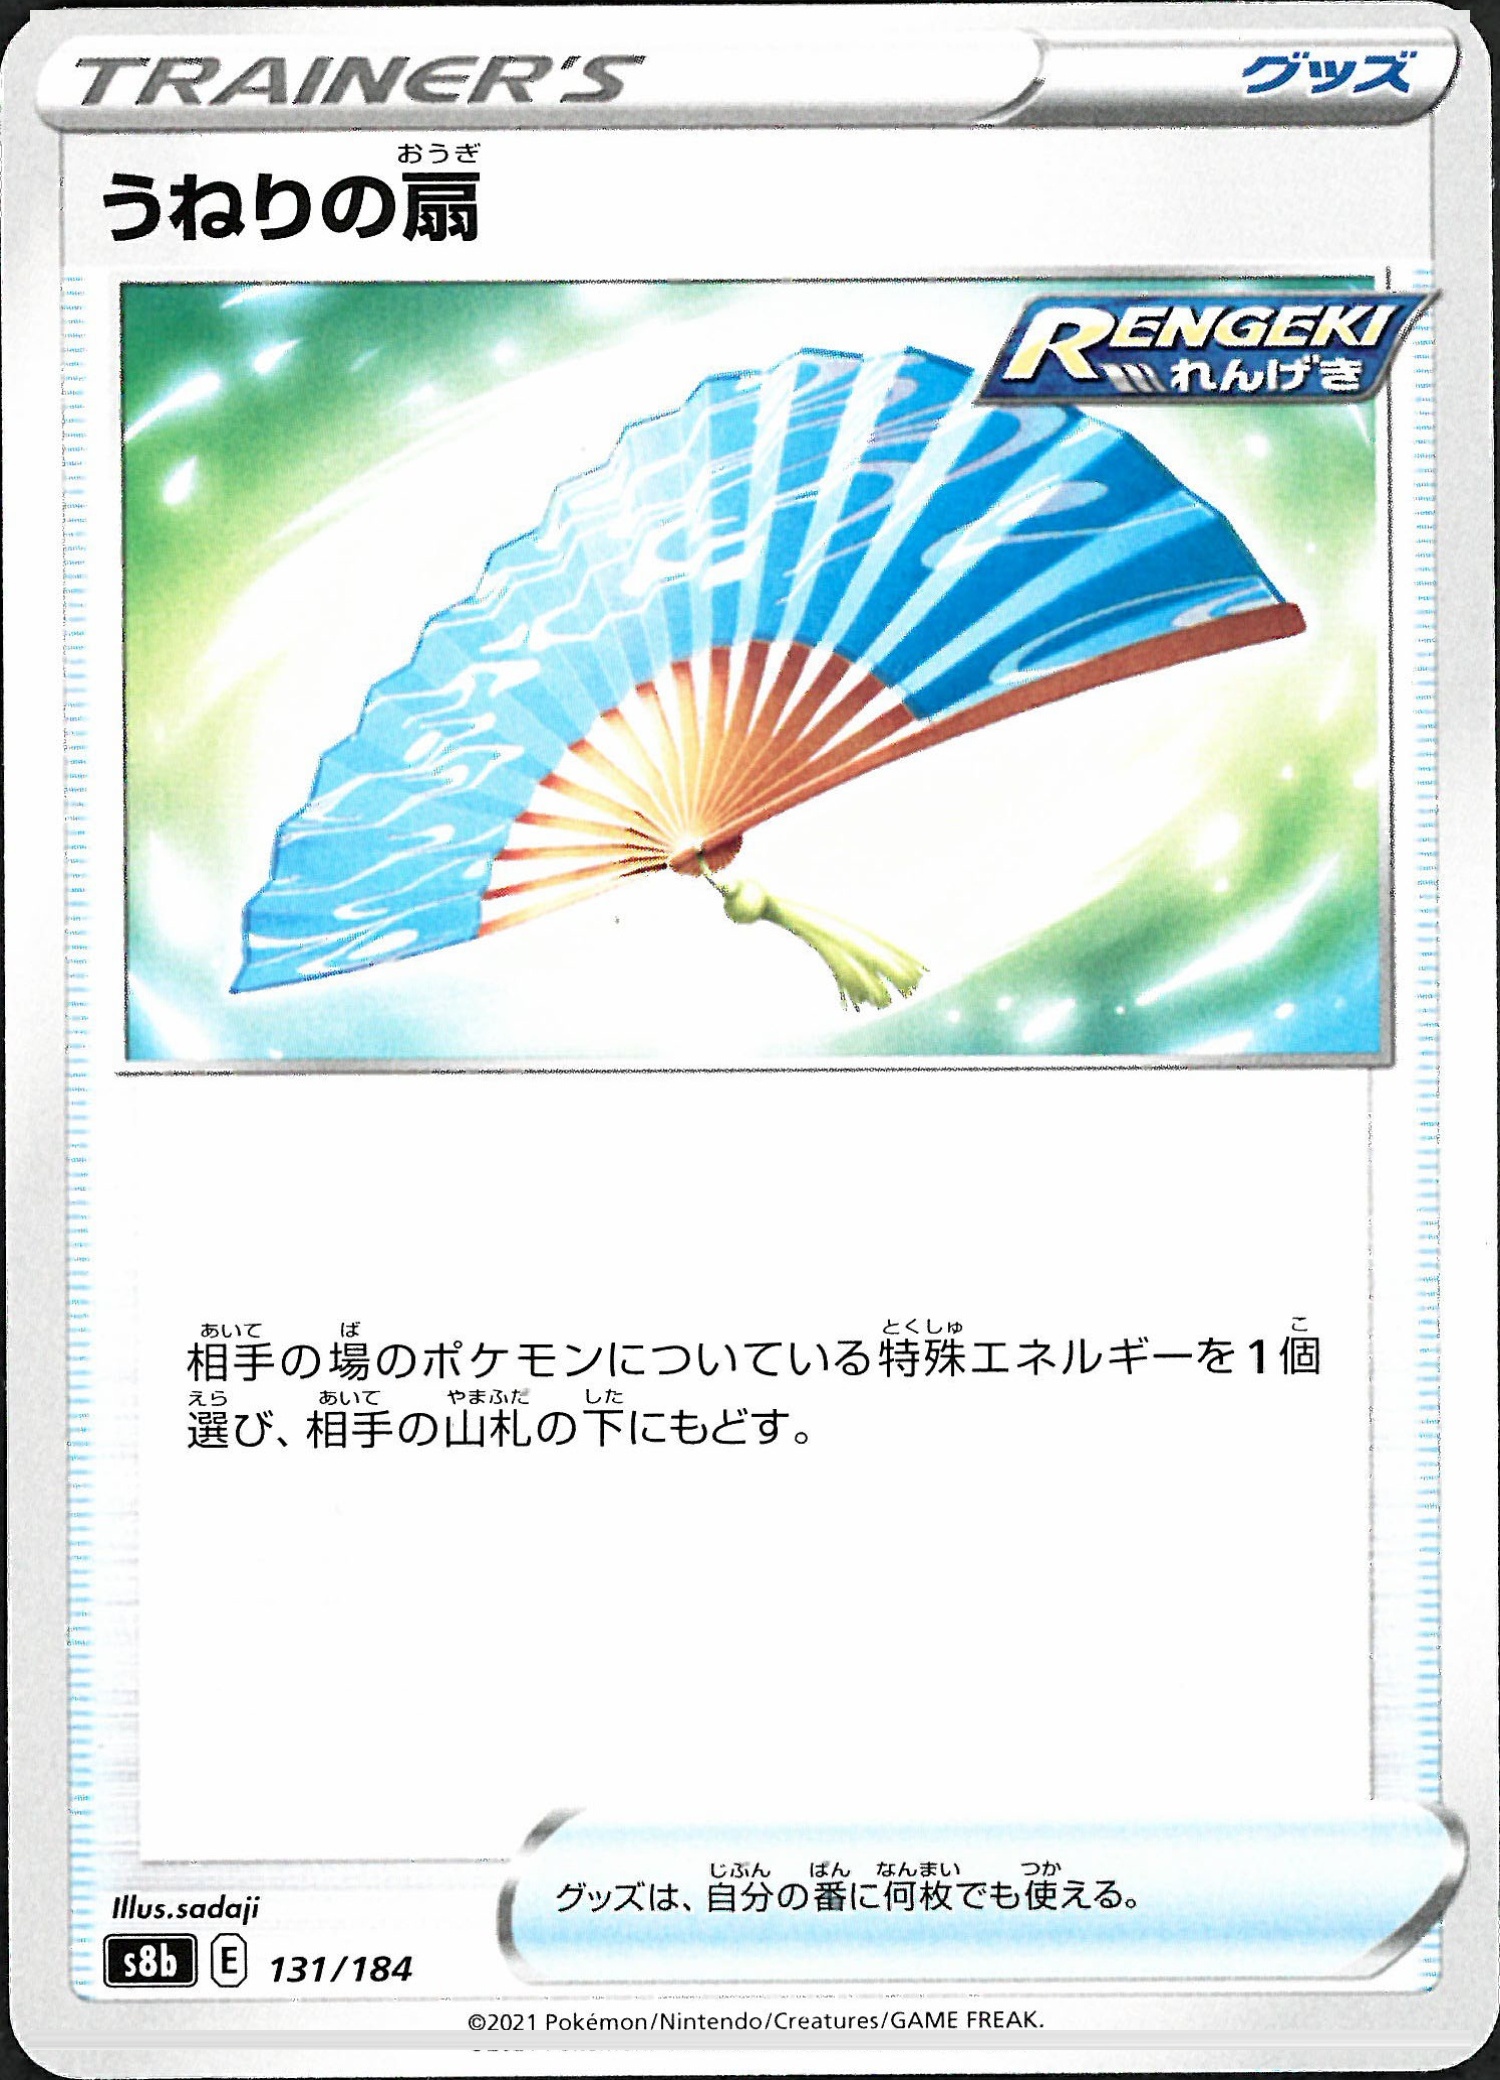 TRAINER'S
グッズ
おうぎ
うねりの扇
RENGEKI
れんげき
あいて ば とくしゅ こ
相手の場のポケモンについている特殊エネルギーを1個
えら あいて やまふだ した
選び、相手の山札の下にもどす。
じぶん ばん なんまい つか
グッズは、自分の番に何枚でも使える。
Illus.sadaji
s8b E 131/184
©2021 Pokémon/Nintendo/Creatures/GAME FREAK.